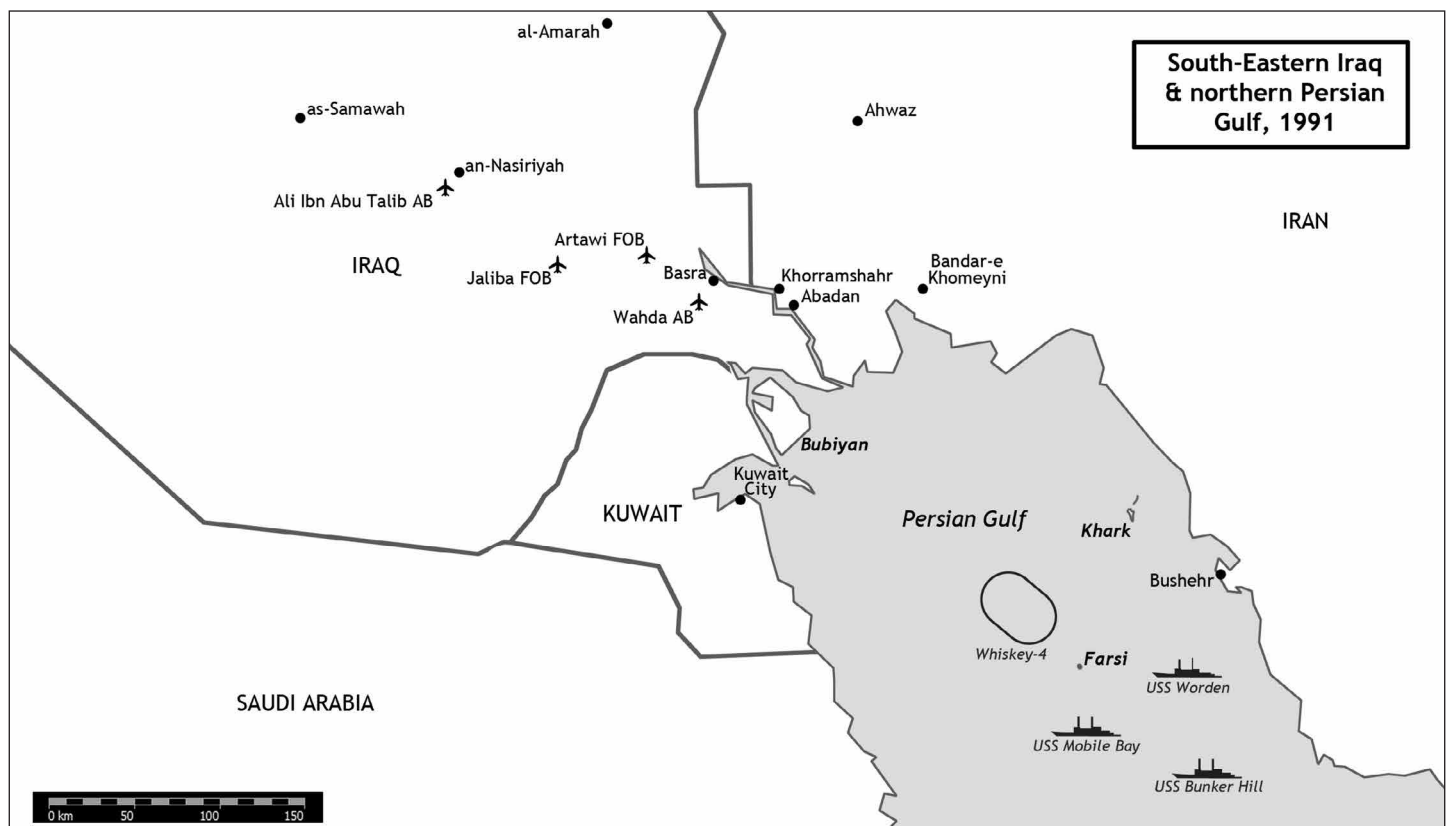 al-Amarah
South-Eastern Iraq
& northern Persian
Gulf, 1991
as-Samawah
Ahwaz
an-Nasiriyah
Ali Ibn Abu Talib AB
IRAN
Artawi FOB
IRAQ
Jaliba FOB
Basra
Khorramshahr
Abadan
Bandar-e
Khomeyni
Wahda AB
Bubiyan
Kuwait
City
KUWAIT
Persian Gulf
Khark
Bushehr
Whiskey-4
Farsi
USS Worden
SAUDI ARABIA
USS Mobile Bay
USS Bunker Hill
0 km 50 100 150